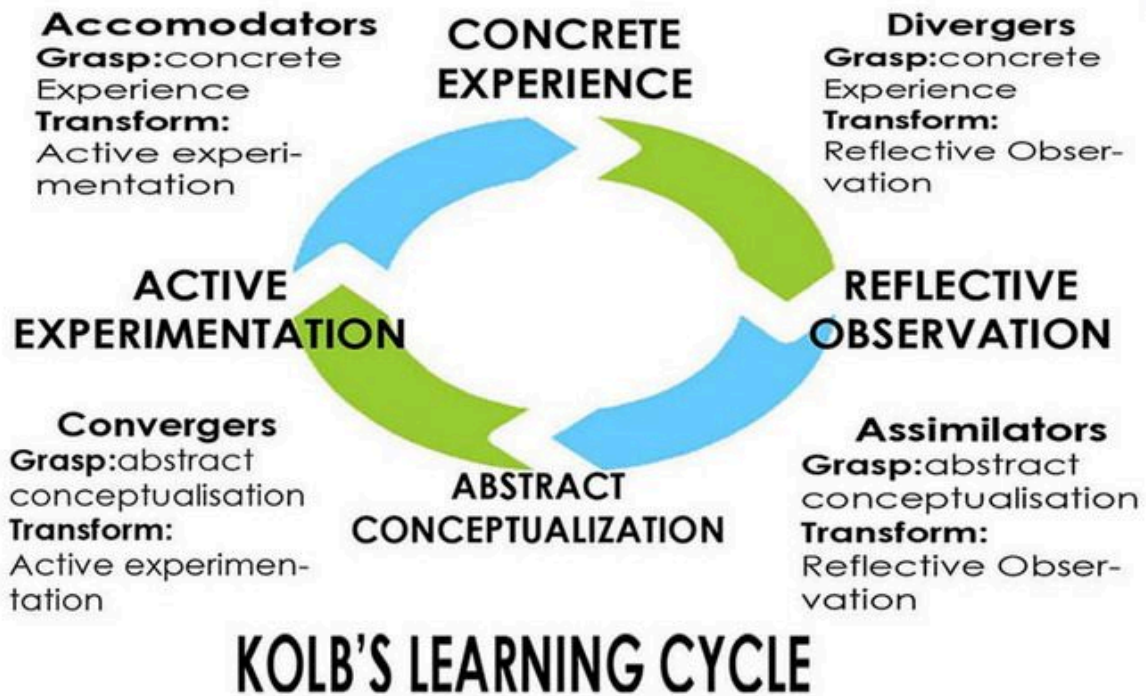 Accomodators
Grasp:concrete
Experience
Transform:
Active experi-
mentation
CONCRETE
EXPERIENCE
Divergers
Grasp:concrete
Experience
Transform:
Reflective Obser-
vation
ACTIVE
EXPERIMENTATION
REFLECTIVE
OBSERVATION
Convergers
Grasp:abstract
conceptualisation
Transform:
Active experimen-
tation
ABSTRACT
CONCEPTUALIZATION
Assimilators
Grasp:abstract
conceptualisation
Transform:
Reflective Obser-
vation
KOLB'S LEARNING CYCLE